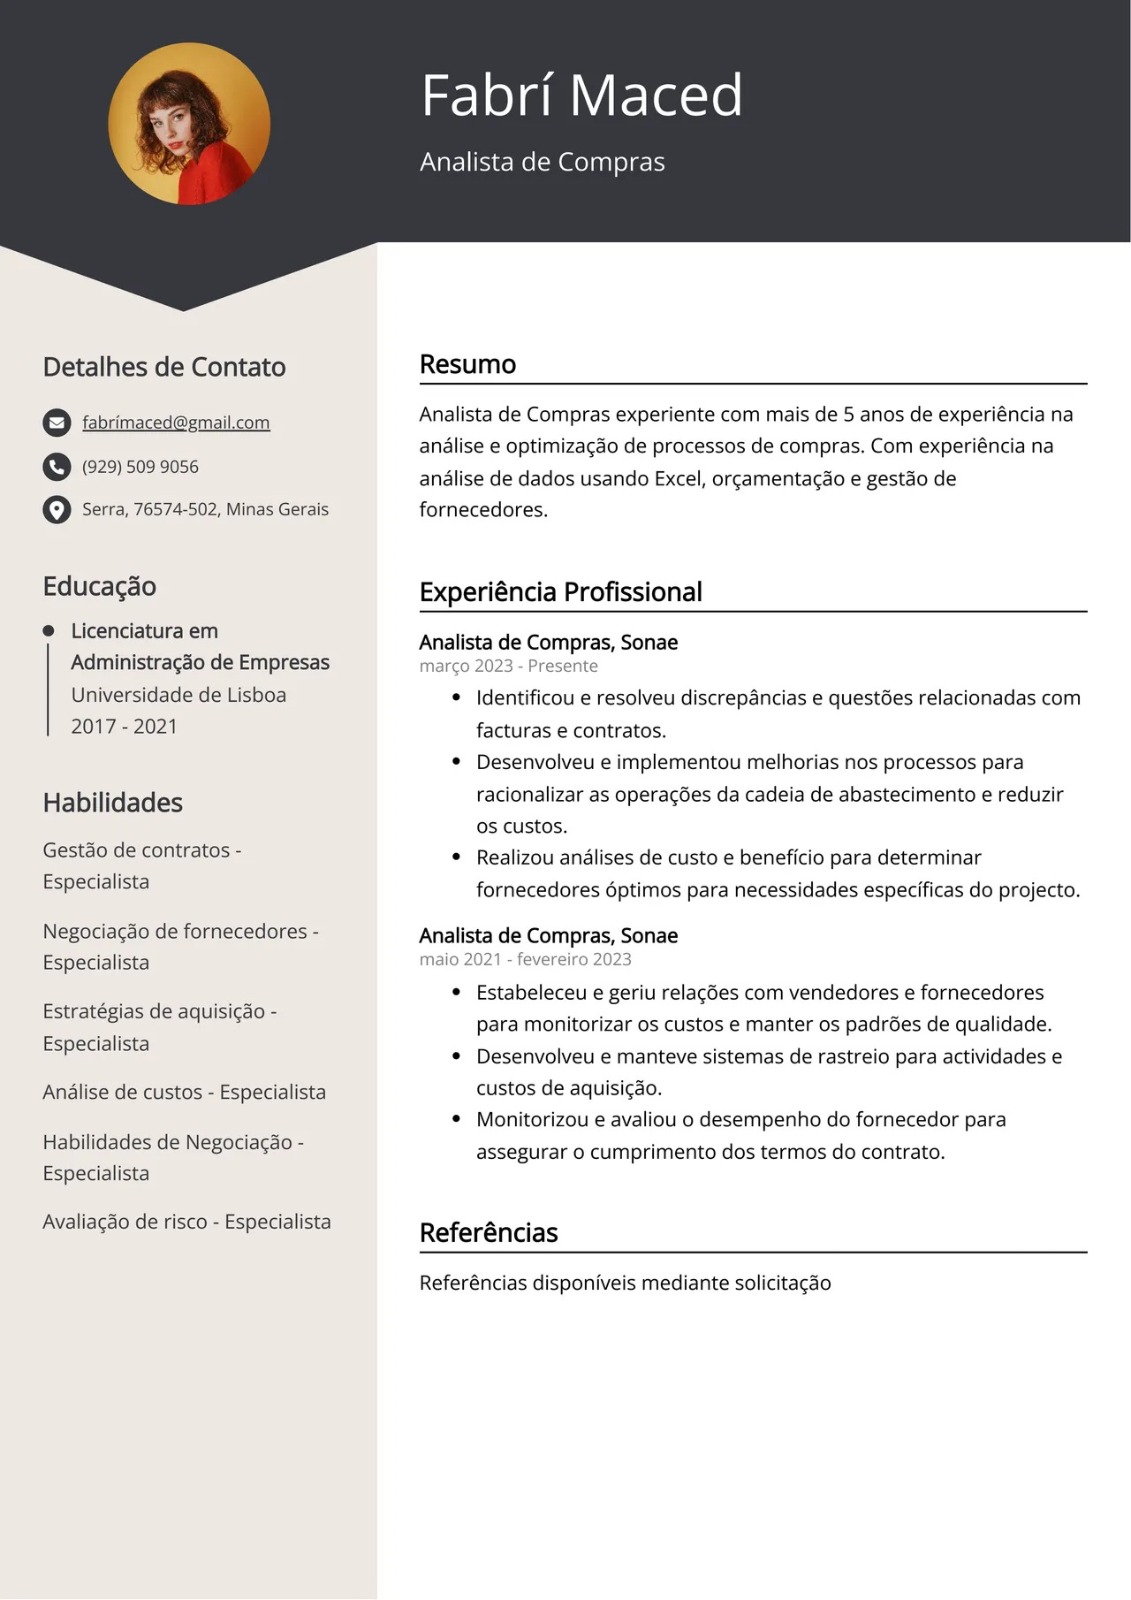 Fabrí Maced
Analista de Compras
Detalhes de Contato
fabrímaced@gmail.com
(929) 509 9056
Serra, 76574-502, Minas Gerais
Educação
Licenciatura em
Administração de Empresas
Universidade de Lisboa
2017 - 2021
Habilidades
Gestão de contratos -
Especialista
Negociação de fornecedores -
Especialista
Estratégias de aquisição -
Especialista
Análise de custos - Especialista
Habilidades de Negociação -
Especialista
Avaliação de risco - Especialista
Resumo
Analista de Compras experiente com mais de 5 anos de experiência na
análise e optimização de processos de compras. Com experiência na
análise de dados usando Excel, orçamentação e gestão de
fornecedores.
Experiência Profissional
Analista de Compras, Sonae
março 2023 - Presente
• Identificou e resolveu discrepâncias e questões relacionadas com
facturas e contratos.
• Desenvolveu e implementou melhorias nos processos para
racionalizar as operações da cadeia de abastecimento e reduzir
os custos.
• Realizou análises de custo e benefício para determinar
fornecedores óptimos para necessidades específicas do projecto.
Analista de Compras, Sonae
maio 2021 - fevereiro 2023
• Estabeleceu e geriu relações com vendedores e fornecedores
para monitorizar os custos e manter os padrões de qualidade.
• Desenvolveu e manteve sistemas de rastreio para actividades e
custos de aquisição.
• Monitorizou e avaliou o desempenho do fornecedor para
assegurar o cumprimento dos termos do contrato.
Referências
Referências disponíveis mediante solicitação